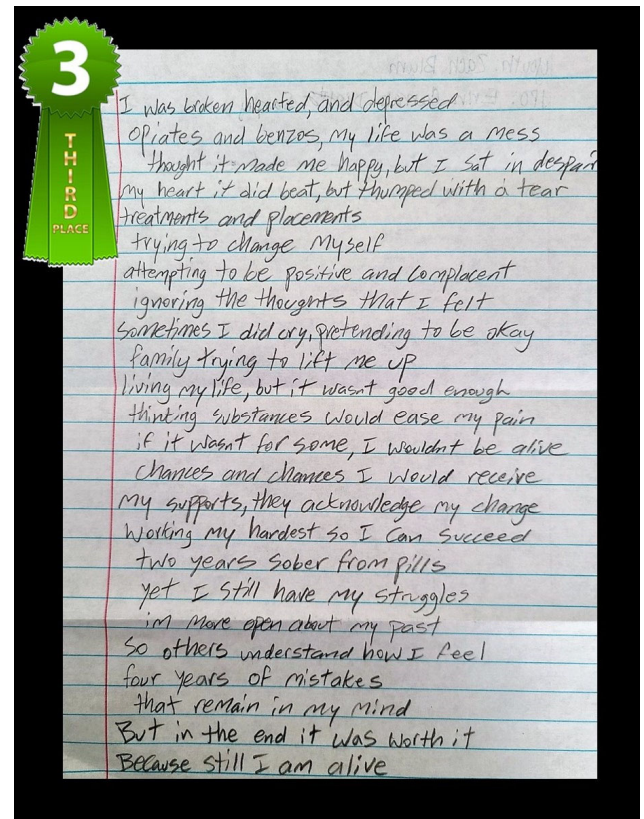 3
THIRD
PLACE
I was broken hearted, and depressed
opiates and benzos, my life was a mess
thought it made me happy, but I sat in despair
my heart it did beat, but thumped with a tear
treatments and placements
trying to change myself
attempting to be positive and complacent
ignoring the thoughts that I felt
sometimes I did cry, pretending to be okay
family trying to lift me up
living my life, but it wasnt good enough
thinking substances would ease my pain
if it wasnt for some, I wouldnt be alive
chances and chances I would receive
my supports, they acknowledge my change
working my hardest so I can succeed
two years sober from pills
yet I still have my struggles
im more open about my past
so others understand how I feel
four years of mistakes
that remain in my mind
But in the end it was worth it
Because still I am alive